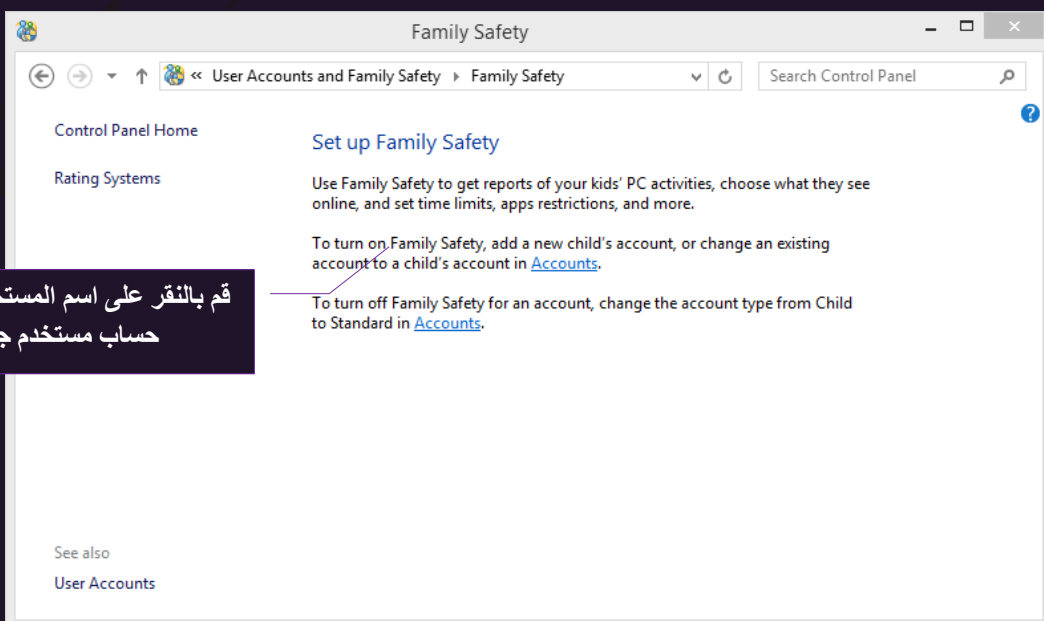 Family Safety
« User Accounts and Family Safety Family Safety
Search Control Panel
Control Panel Home
Rating Systems
Set up Family Safety
Use Family Safety to get reports of your kids' PC activities, choose what they see
online, and set time limits, apps restrictions, and more.
To turn on Family Safety, add a new child's account, or change an existing
account to a child's account in Accounts.
To turn off Family Safety for an account, change the account type from Child
to Standard in Accounts.
قم بالنقر على اسم
حساب مستخدم
See also
User Accounts